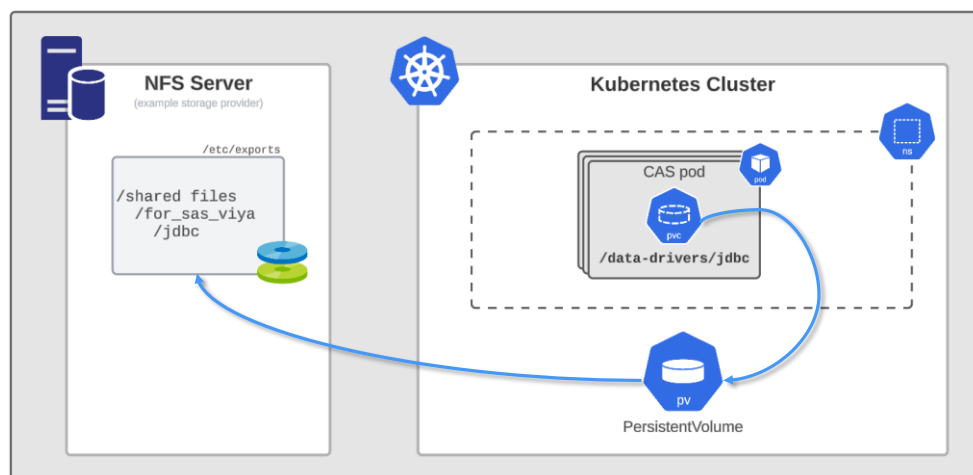 NFS Server
(example storage provider)
/etc/exports
/shared files
/for_sas_viya
/jdbc
Kubernetes Cluster
ns
CAS pod
pod
pvc
/data-drivers/jdbc
pv
PersistentVolume